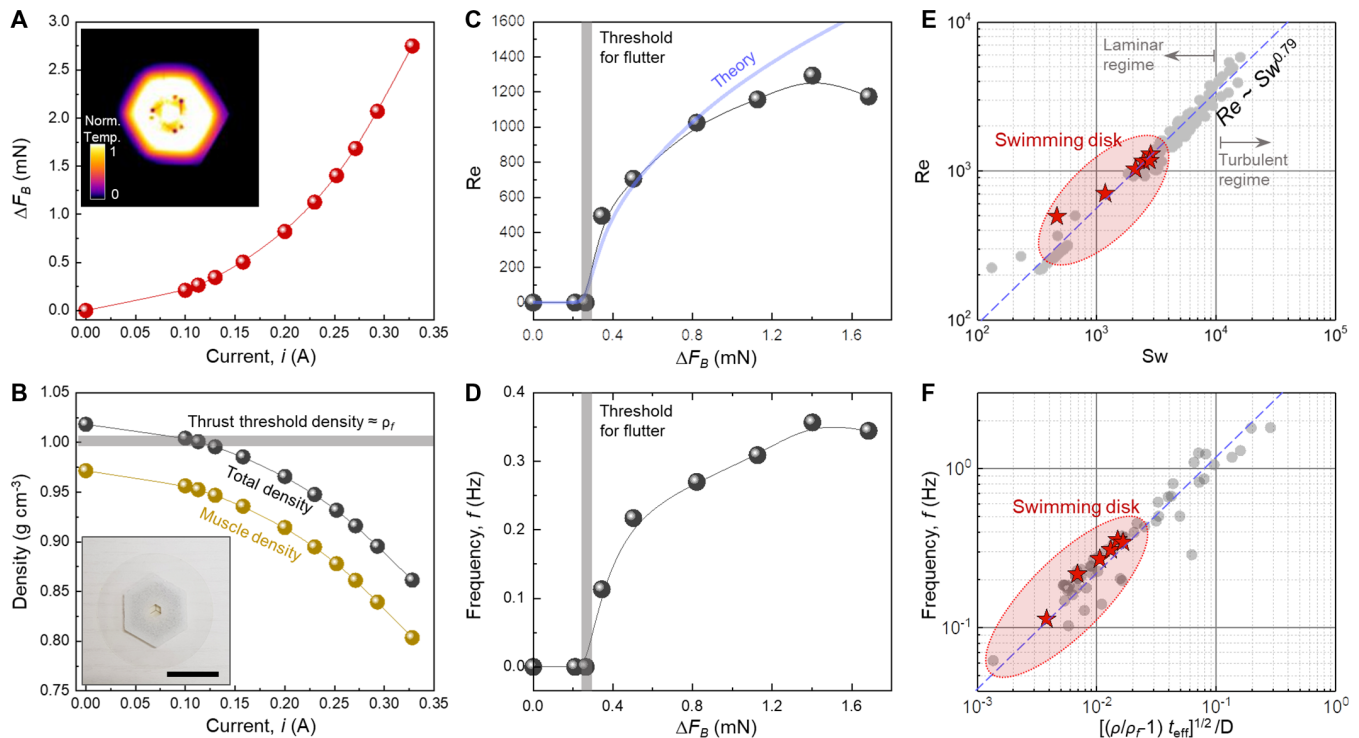 A
3.0
2.5
2.0
1.5
1.0
0.5
0.0
ΔF_B (mN)
Norm.
Temp.
1
0
0.00 0.05 0.10 0.15 0.20 0.25 0.30 0.35
Current, i (A)
B
1.05
1.00
0.95
0.90
0.85
0.80
0.75
Density (g cm⁻³)
Thrust threshold density ≈ ρ_f
Total density
Muscle density
0.00 0.05 0.10 0.15 0.20 0.25 0.30 0.35
Current, i (A)
C
1600
1400
1200
1000
800
600
400
200
0
Re
Threshold
for flutter
Theory
0.0 0.4 0.8 1.2 1.6
ΔF_B (mN)
D
0.4
0.3
0.2
0.1
0.0
Frequency, f (Hz)
Threshold
for flutter
0.0 0.4 0.8 1.2 1.6
ΔF_B (mN)
E
10⁴
10³
10²
Re
Laminar
regime
Re ~ Sw^0.79
Swimming disk
Turbulent
regime
10² 10³ 10⁴ 10⁵
Sw
F
10⁰
10⁻¹
Frequency, f (Hz)
Swimming disk
10⁻³ 10⁻² 10⁻¹ 10⁰
[(ρ/ρ_f-1) t_eff]^1/2/D